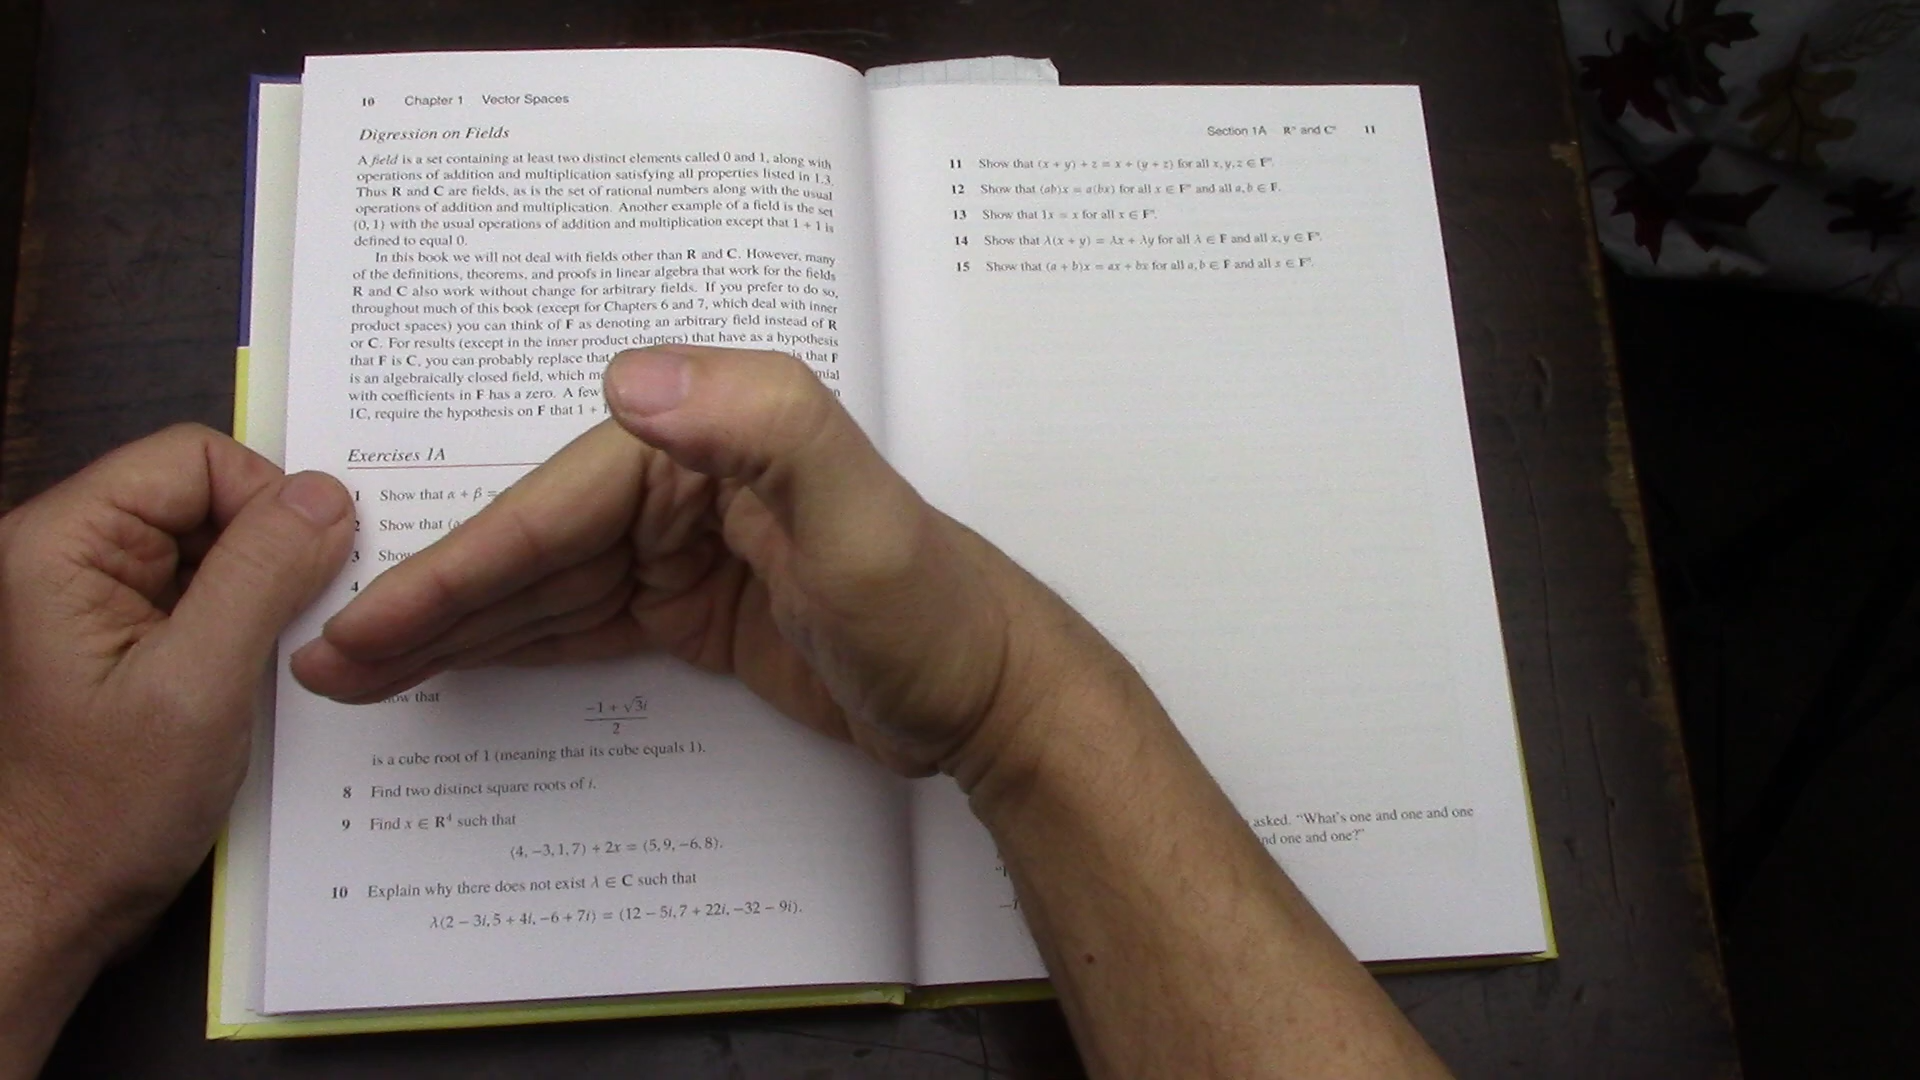 10 Chapter 1 Vector Spaces
Digression on Fields
A field is a set containing at least two distinct elements called 0 and 1, along with
operations of addition and multiplication satisfying all properties listed in 1.3.
Thus R and C are fields, as is the set of rational numbers along with the usual
operations of addition and multiplication. Another example of a field is the set
{0, 1} with the usual operations of addition and multiplication except that 1 + 1 is
defined to equal 0.
In this book we will not deal with fields other than R and C. However, many
of the definitions, theorems, and proofs in linear algebra that work for the fields
R and C also work without change for arbitrary fields. If you prefer to do so,
throughout much of this book (except for Chapters 6 and 7, which deal with inner
product spaces) you can think of F as denoting an arbitrary field instead of R
or C. For results (except in the inner product chapters) that have as a hypothesis
that F is C, you can probably replace that is that F
is an algebraically closed field, which
with coefficients in F has a zero. A few
1C, require the hypothesis on F that 1 +
Exercises 1A
1 Show that α + β =
2 Show that
3 Show
4
that
−1 + √3i
2
is a cube root of 1 (meaning that its cube equals 1).
8 Find two distinct square roots of i.
9 Find x ∈ R⁴ such that
(4, −3, 1, 7) + 2x = (5, 9, −6, 8).
10 Explain why there does not exist λ ∈ C such that
λ(2 − 3i, 5 + 4i, −6 + 7i) = (12 − 5i, 7 + 22i, −32 − 9i).
Section 1A Rⁿ and Cⁿ 11
11 Show that (x + y) + z = x + (y + z) for all x, y, z ∈ Fⁿ.
12 Show that (ab)x = a(bx) for all x ∈ Fⁿ and all a, b ∈ F.
13 Show that 1x = x for all x ∈ Fⁿ.
14 Show that λ(x + y) = λx + λy for all λ ∈ F and all x, y ∈ Fⁿ.
15 Show that (a + b)x = ax + bx for all a, b ∈ F and all x ∈ Fⁿ.
asked. "What's one and one and one
and one and one?"